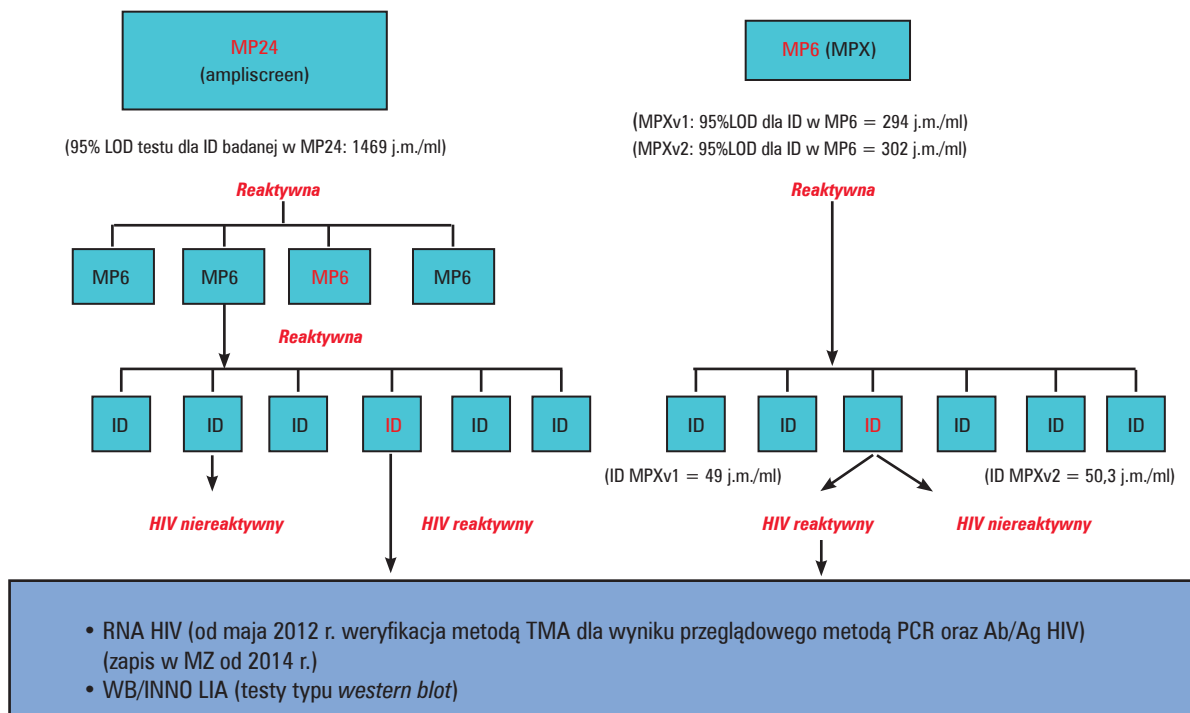 MP24
(ampliscreen)
(95% LOD testu dla ID badanej w MP24: 1469 j.m./ml)
Reaktywna
MP6 MP6 MP6 MP6
Reaktywna
ID ID ID ID ID ID
HIV niereaktywny HIV reaktywny
MP6 (MPX)
(MPXv1: 95%LOD dla ID w MP6 = 294 j.m./ml)
(MPXv2: 95%LOD dla ID w MP6 = 302 j.m./ml)
Reaktywna
ID ID ID ID ID ID
(ID MPXv1 = 49 j.m./ml) (ID MPXv2 = 50,3 j.m./ml)
HIV reaktywny HIV niereaktywny
• RNA HIV (od maja 2012 r. weryfikacja metodą TMA dla wyniku przeglądowego metodą PCR oraz Ab/Ag HIV)
(zapis w MZ od 2014 r.)
• WB/INNO LIA (testy typu western blot)